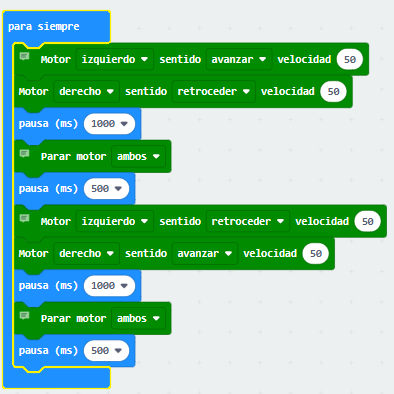 para siempre
Motor izquierdo sentido avanzar velocidad 50
Motor derecho sentido retroceder velocidad 50
pausa (ms) 1000
Parar motor ambos
pausa (ms) 500
Motor izquierdo sentido retroceder velocidad 50
Motor derecho sentido avanzar velocidad 50
pausa (ms) 1000
Parar motor ambos
pausa (ms) 500